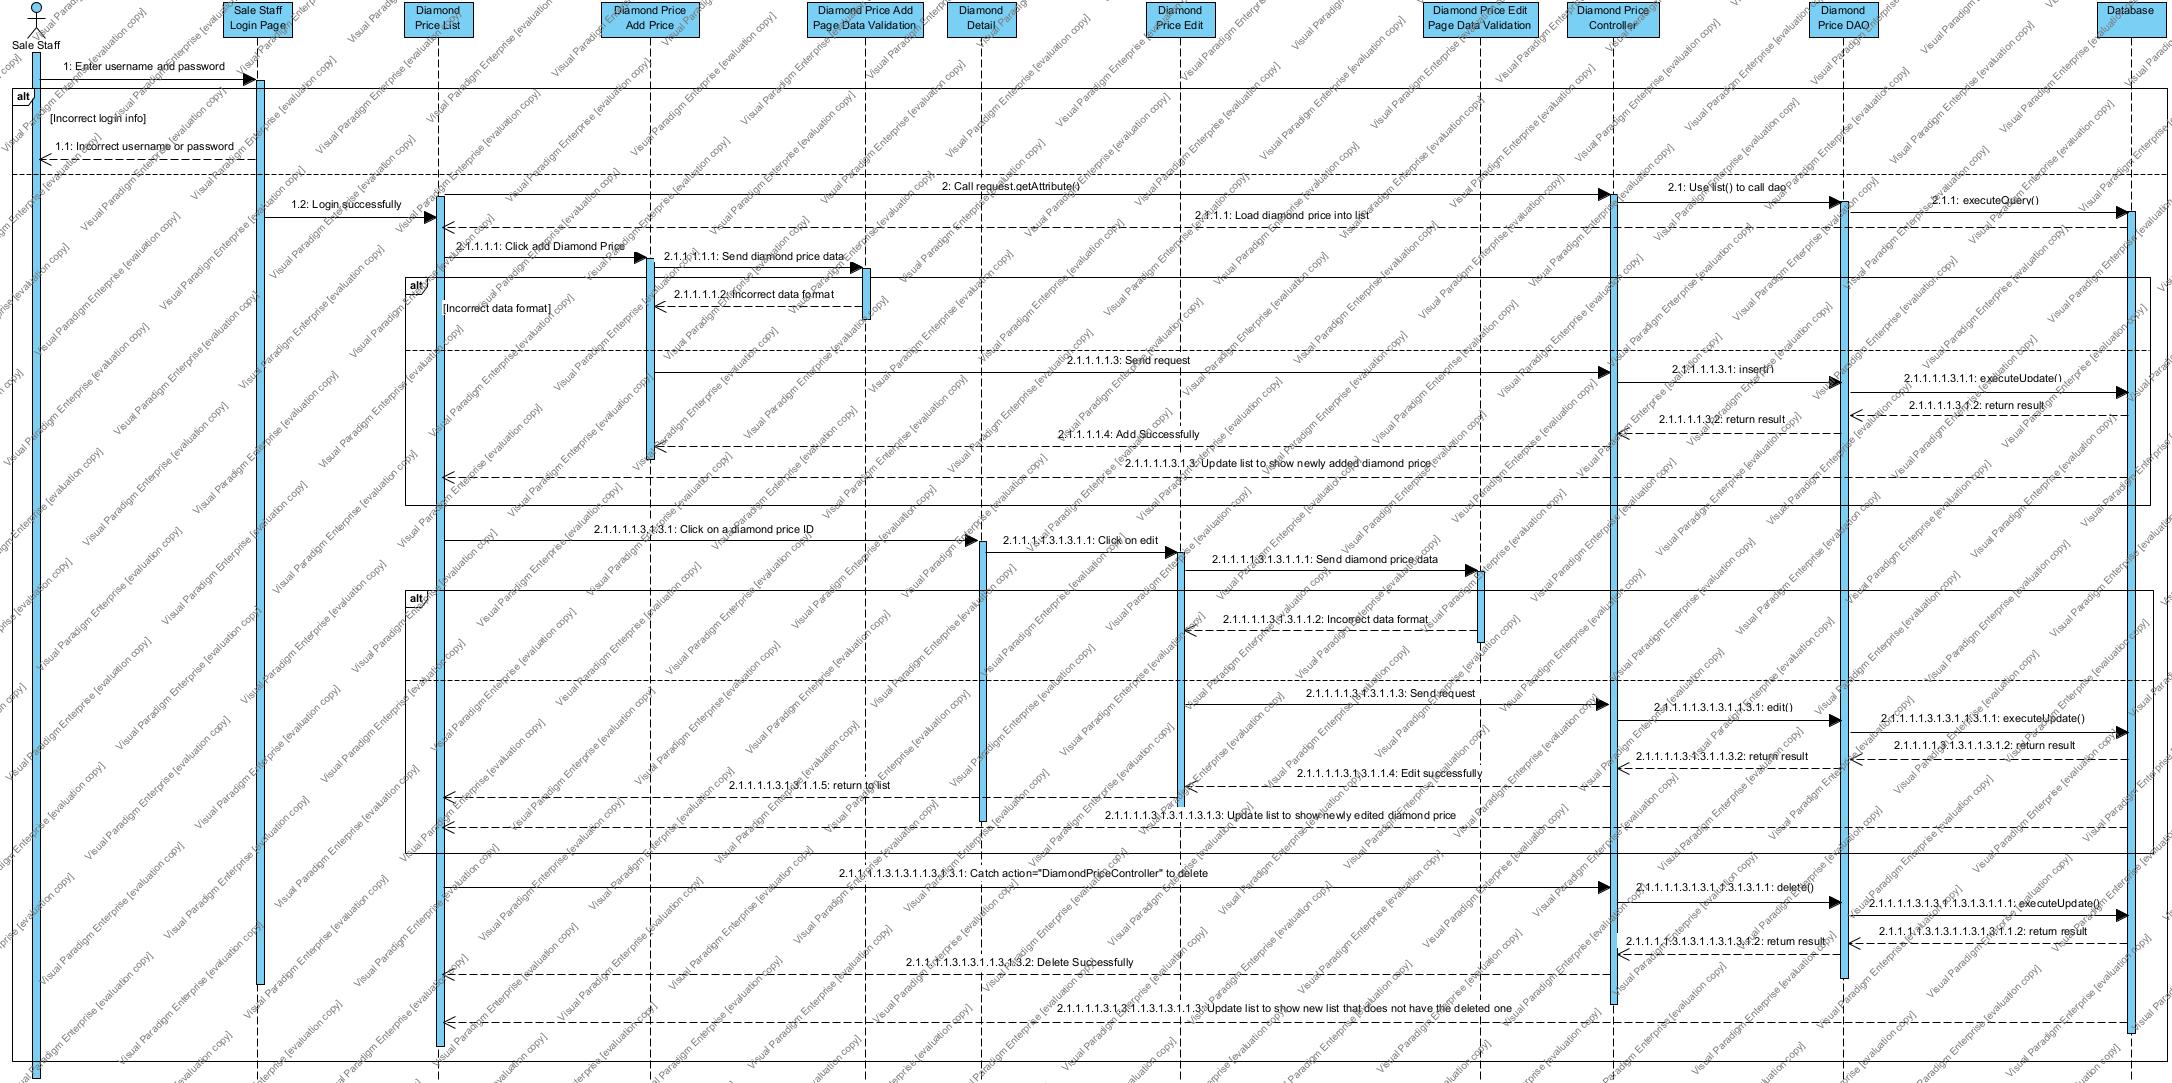 Sale Staff
Sale Staff
Login Page
Diamond
Price List
Diamond Price
Add Price
Diamond Price Add
Page Data Validation
Diamond
Detail
Diamond
Price Edit
Diamond Price Edit
Page Data Validation
Diamond Price
Controller
Diamond
Price DAO
Database
1: Enter username and password
alt
[Incorrect login info]
1.1: Incorrect username or password
2: Call request.getAttribute()
2.1: Use list() to call dao
2.1.1: executeQuery()
1.2: Login successfully
2.1.1.1: Load diamond price into list
2.1.1.1.1: Click add Diamond Price
2.1.1.1.1.1: Send diamond price data
alt
2.1.1.1.1.2: Incorrect data format
[Incorrect data format]
2.1.1.1.1.3: Send request
2.1.1.1.1.3.1: insert()
2.1.1.1.1.3.1.1: executeUpdate()
2.1.1.1.1.3.1.2: return result
2.1.1.1.1.3.2: return result
2.1.1.1.1.4: Add Successfully
2.1.1.1.1.3.1.3: Update list to show newly added diamond price
2.1.1.1.1.3.1.3.1: Click on a diamond price ID
2.1.1.1.1.3.1.3.1.1: Click on edit
2.1.1.1.1.3.1.3.1.1.1: Send diamond price data
alt
2.1.1.1.1.3.1.3.1.1.2: Incorrect data format
2.1.1.1.1.3.1.3.1.1.3: Send request
2.1.1.1.1.3.1.3.1.1.3.1: edit()
2.1.1.1.1.3.1.3.1.1.3.1.1: executeUpdate()
2.1.1.1.1.3.1.3.1.1.3.1.2: return result
2.1.1.1.1.3.1.3.1.1.3.2: return result
2.1.1.1.1.3.1.3.1.1.4: Edit successfully
2.1.1.1.1.3.1.3.1.1.5: return to list
2.1.1.1.1.3.1.3.1.1.3.1.3: Update list to show newly edited diamond price
2.1.1.1.1.3.1.3.1.1.3.1.3.1: Catch action="DiamondPriceController" to delete
2.1.1.1.1.3.1.3.1.1.3.1.3.1.1: delete()
2.1.1.1.1.3.1.3.1.1.3.1.3.1.1.1: executeUpdate()
2.1.1.1.1.3.1.3.1.1.3.1.3.1.1.2: return result
2.1.1.1.1.3.1.3.1.1.3.1.3.1.2: return result
2.1.1.1.1.3.1.3.1.1.3.1.3.2: Delete Successfully
2.1.1.1.1.3.1.3.1.1.3.1.3.1.1.3: Update list to show new list that does not have the deleted one
Visual Paradigm Enterprise [evaluation copy]